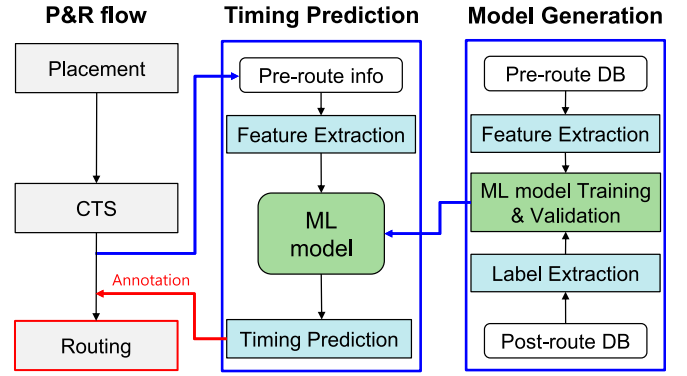 P&R flow
Placement
CTS
Annotation
Routing
Timing Prediction
Pre-route info
Feature Extraction
ML
model
Timing Prediction
Model Generation
Pre-route DB
Feature Extraction
ML model Training
& Validation
Label Extraction
Post-route DB